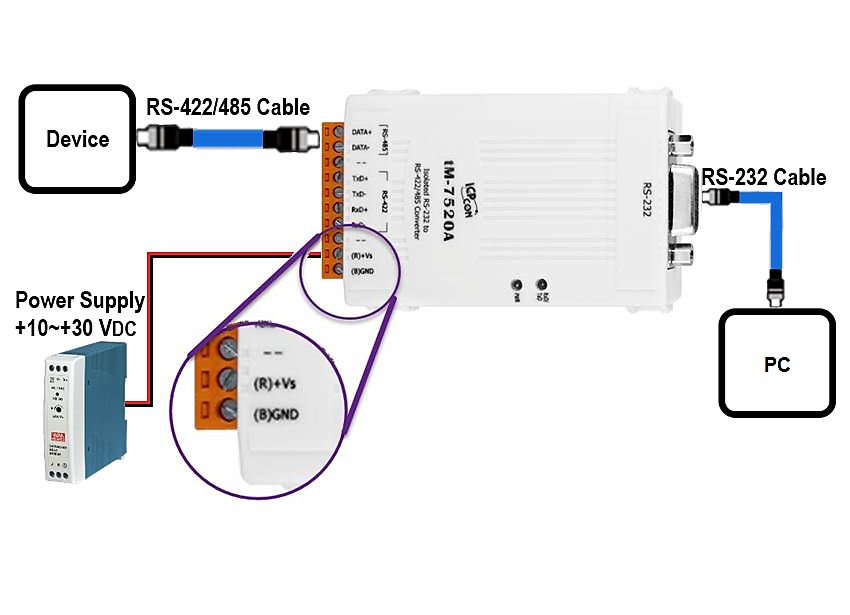 RS-422/485 Cable
Device
DATA+
DATA-
RS-485
TxD+
TxD-
RxD+
RS-422
(R)+Vs
(B)GND
Isolated RS-232 to
RS-422/485 Converter
tM-7520A
ICP
CON
RS-232
RS-232 Cable
PC
Power Supply
+10~+30 VDC
(R)+Vs
(B)GND